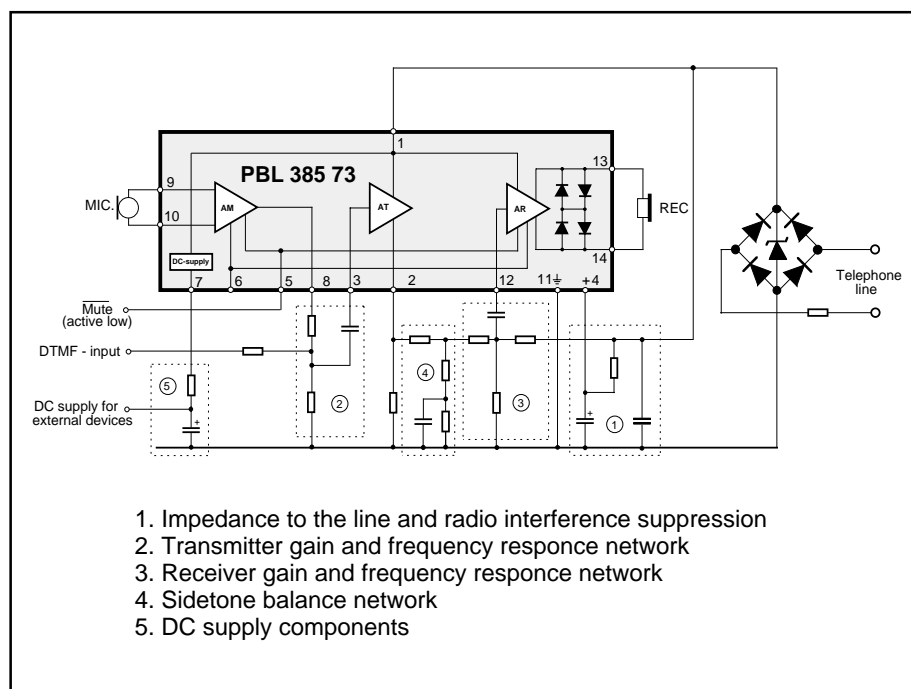 1
PBL 385 73
13
9
MIC.
10
AM
AT
AR
REC
14
DC-supply
7
6
5
8
3
2
12
11
+4
Telephone
line
Mute
(active low)
DTMF - input
DC supply for
external devices
+
5
2
4
3
+
1
1. Impedance to the line and radio interference suppression
2. Transmitter gain and frequency responce network
3. Receiver gain and frequency responce network
4. Sidetone balance network
5. DC supply components